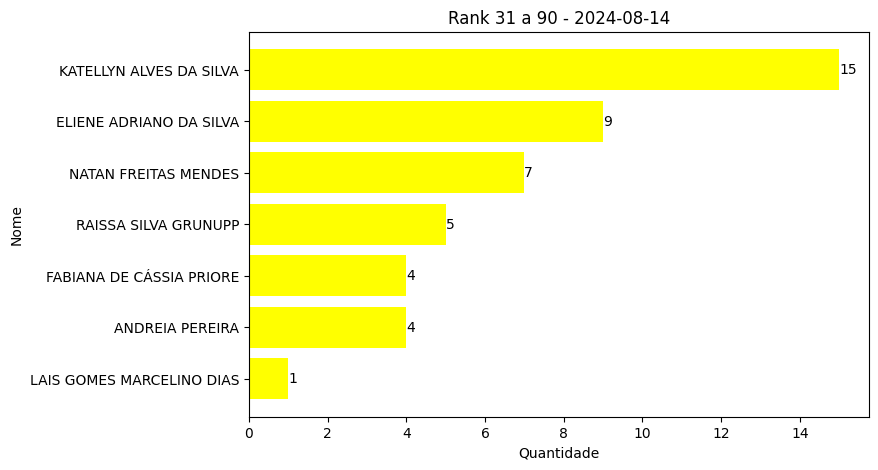 Rank 31 a 90 - 2024-08-14
Nome
KATELLYN ALVES DA SILVA 15
ELIENE ADRIANO DA SILVA 9
NATAN FREITAS MENDES 7
RAISSA SILVA GRUNUPP 5
FABIANA DE CÁSSIA PRIORE 4
ANDREIA PEREIRA 4
LAIS GOMES MARCELINO DIAS 1
0 2 4 6 8 10 12 14
Quantidade